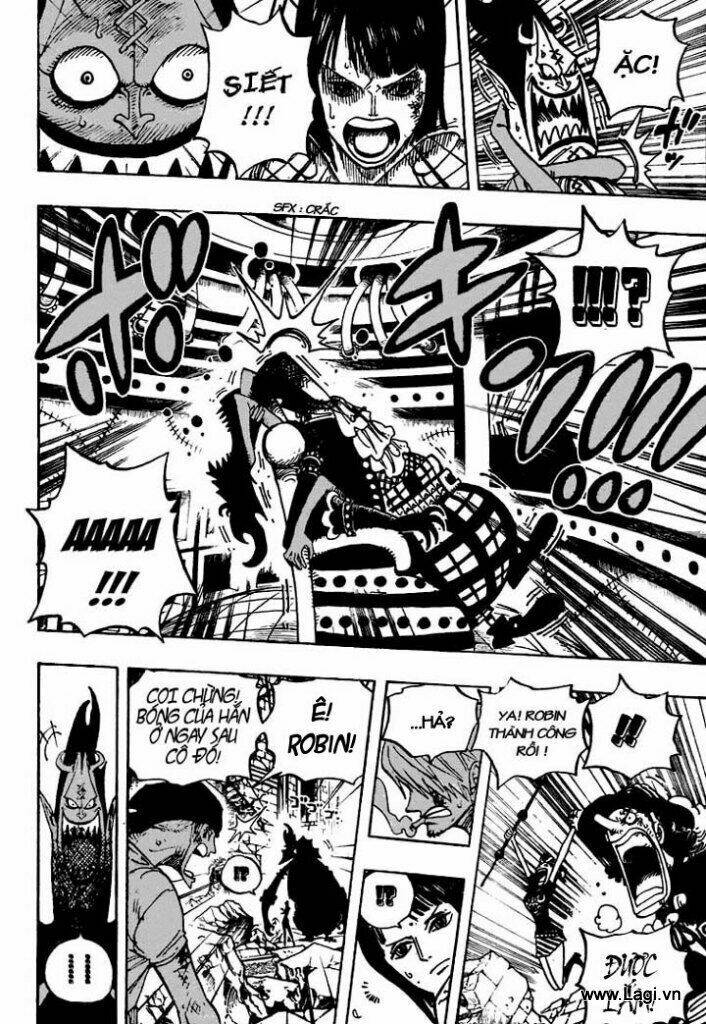 ẶC!
SIẾT
!!!
SFX : CRẮC
!!!?
AAAAA
!!!
!!
YA! ROBIN
THÀNH CÔNG
RỒI !
ĐƯỢC
LẮM!
...HẢ?
!?
Ê!
ROBIN!
COI CHỪNG!
BÓNG CỦA HẮN
Ở NGAY SAU
CÔ ĐÓ!
!?
!!!
www.Lagi.vn